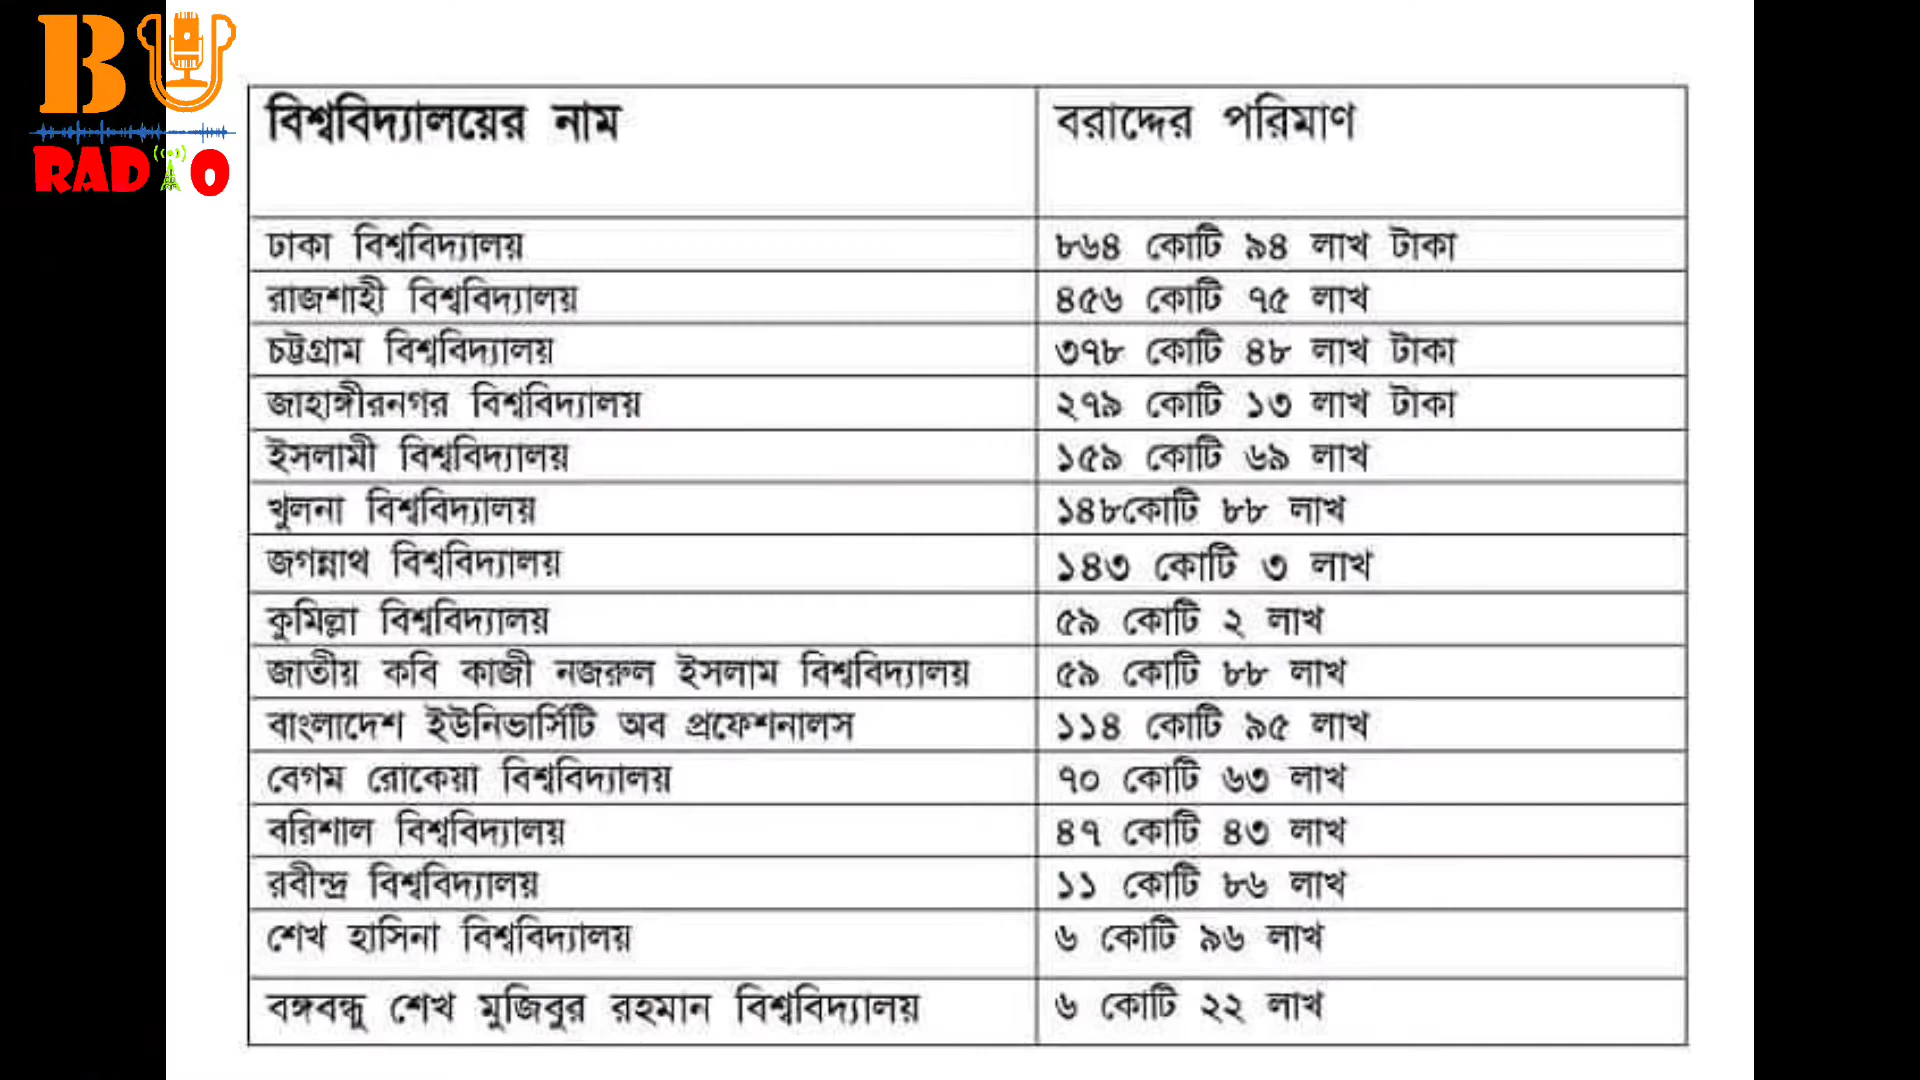 BU
RADIO
বিশ্ববিদ্যালয়ের নাম বরাদ্দের পরিমাণ
ঢাকা বিশ্ববিদ্যালয় ৮৬৪ কোটি ৯৪ লাখ টাকা
রাজশাহী বিশ্ববিদ্যালয় ৪৫৬ কোটি ৭৫ লাখ
চট্টগ্রাম বিশ্ববিদ্যালয় ৩৭৮ কোটি ৪৮ লাখ টাকা
জাহাঙ্গীরনগর বিশ্ববিদ্যালয় ২৭৯ কোটি ১৩ লাখ টাকা
ইসলামী বিশ্ববিদ্যালয় ১৫৯ কোটি ৬৯ লাখ
খুলনা বিশ্ববিদ্যালয় ১৪৮কোটি ৮৮ লাখ
জগন্নাথ বিশ্ববিদ্যালয় ১৪৩ কোটি ৩ লাখ
কুমিল্লা বিশ্ববিদ্যালয় ৫৯ কোটি ২ লাখ
জাতীয় কবি কাজী নজরুল ইসলাম বিশ্ববিদ্যালয় ৫৯ কোটি ৮৮ লাখ
বাংলাদেশ ইউনিভার্সিটি অব প্রফেশনালস ১১৪ কোটি ৯৫ লাখ
বেগম রোকেয়া বিশ্ববিদ্যালয় ৭০ কোটি ৬৩ লাখ
বরিশাল বিশ্ববিদ্যালয় ৪৭ কোটি ৪৩ লাখ
রবীন্দ্র বিশ্ববিদ্যালয় ১১ কোটি ৮৬ লাখ
শেখ হাসিনা বিশ্ববিদ্যালয় ৬ কোটি ৯৬ লাখ
বঙ্গবন্ধু শেখ মুজিবুর রহমান বিশ্ববিদ্যালয় ৬ কোটি ২২ লাখ